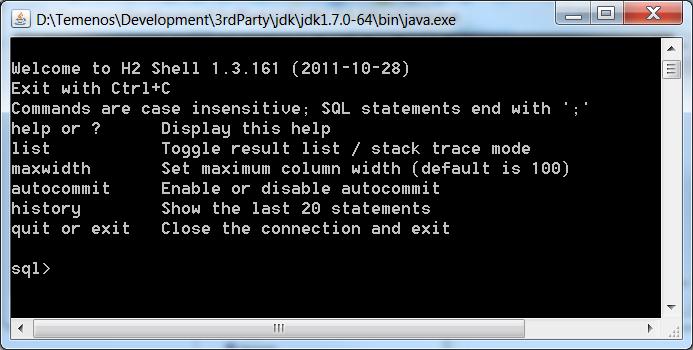 D:\Temenos\Development\3rdParty\jdk\jdk1.7.0-64\bin\java.exe
Welcome to H2 Shell 1.3.161 (2011-10-28)
Exit with Ctrl+C
Commands are case insensitive; SQL statements end with ';'
help or ?      Display this help
list           Toggle result list / stack trace mode
maxwidth       Set maximum column width (default is 100)
autocommit     Enable or disable autocommit
history        Show the last 20 statements
quit or exit   Close the connection and exit
sql>